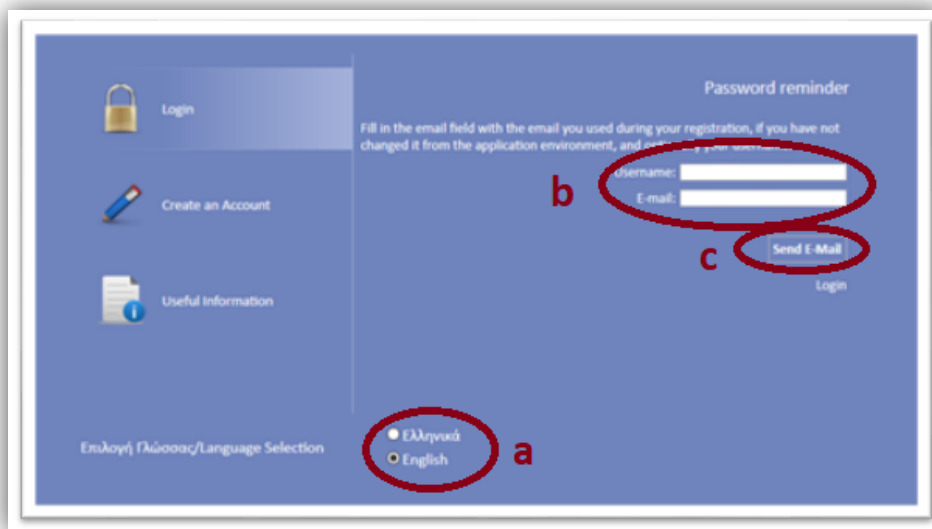 Login
Create an Account
Useful Information
Password reminder
Fill in the email field with the email you used during your registration, if you have not
changed it from the application environment, and your
Username:
E-mail:
b
Send E-Mail
c
Login
Επιλογή Γλώσσας/Language Selection
Ελληνικά
English
a